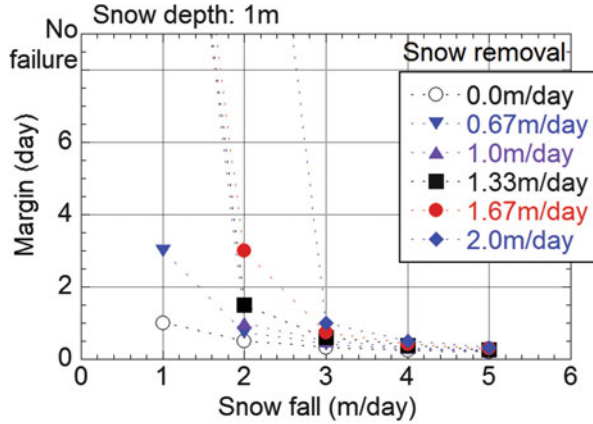 Snow depth: 1m
No
failure
6
4
2
0
Margin (day)
0 1 2 3 4 5 6
Snow fall (m/day)
Snow removal
0.0m/day
0.67m/day
1.0m/day
1.33m/day
1.67m/day
2.0m/day